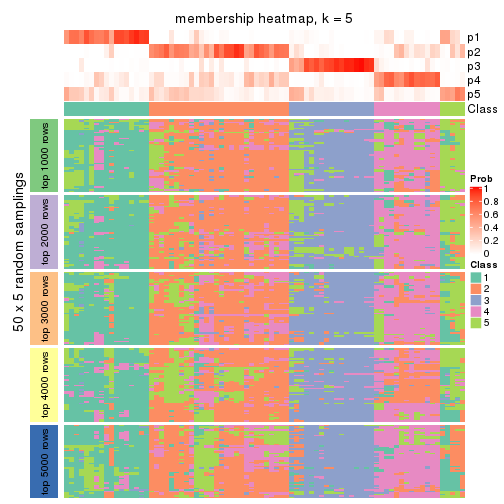 membership heatmap, k = 5
p1
p2
p3
p4
p5
Class
50 x 5 random samplings
top 1000 rows
top 2000 rows
top 3000 rows
top 4000 rows
top 5000 rows
Prob
1
0.8
0.6
0.4
0.2
0
Class
1
2
3
4
5